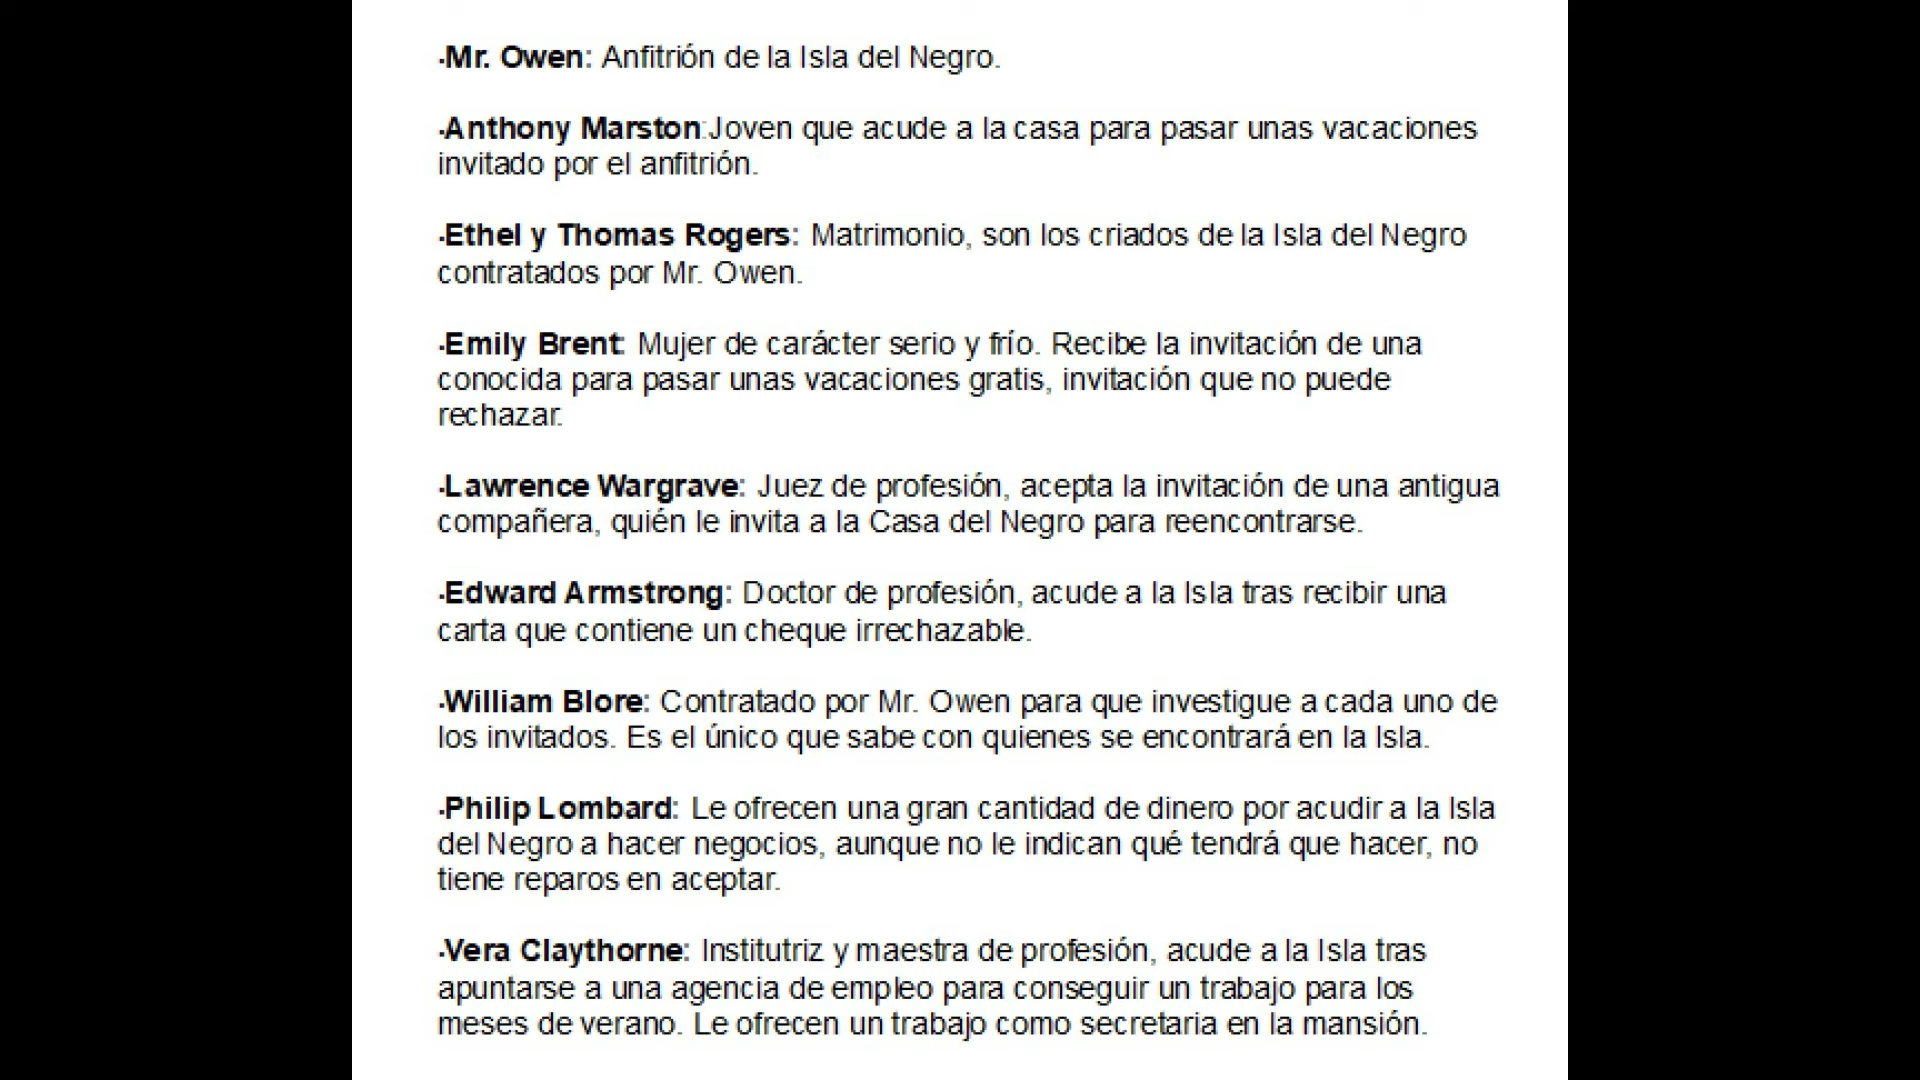 ·Mr. Owen: Anfitrión de la Isla del Negro.
·Anthony Marston:Joven que acude a la casa para pasar unas vacaciones
invitado por el anfitrión.
·Ethel y Thomas Rogers: Matrimonio, son los criados de la Isla del Negro
contratados por Mr. Owen.
·Emily Brent: Mujer de carácter serio y frío. Recibe la invitación de una
conocida para pasar unas vacaciones gratis, invitación que no puede
rechazar.
·Lawrence Wargrave: Juez de profesión, acepta la invitación de una antigua
compañera, quién le invita a la Casa del Negro para reencontrarse.
·Edward Armstrong: Doctor de profesión, acude a la Isla tras recibir una
carta que contiene un cheque irrechazable.
·William Blore: Contratado por Mr. Owen para que investigue a cada uno de
los invitados. Es el único que sabe con quienes se encontrará en la Isla.
·Philip Lombard: Le ofrecen una gran cantidad de dinero por acudir a la Isla
del Negro a hacer negocios, aunque no le indican qué tendrá que hacer, no
tiene reparos en aceptar.
·Vera Claythorne: Institutriz y maestra de profesión, acude a la Isla tras
apuntarse a una agencia de empleo para conseguir un trabajo para los
meses de verano. Le ofrecen un trabajo como secretaria en la mansión.